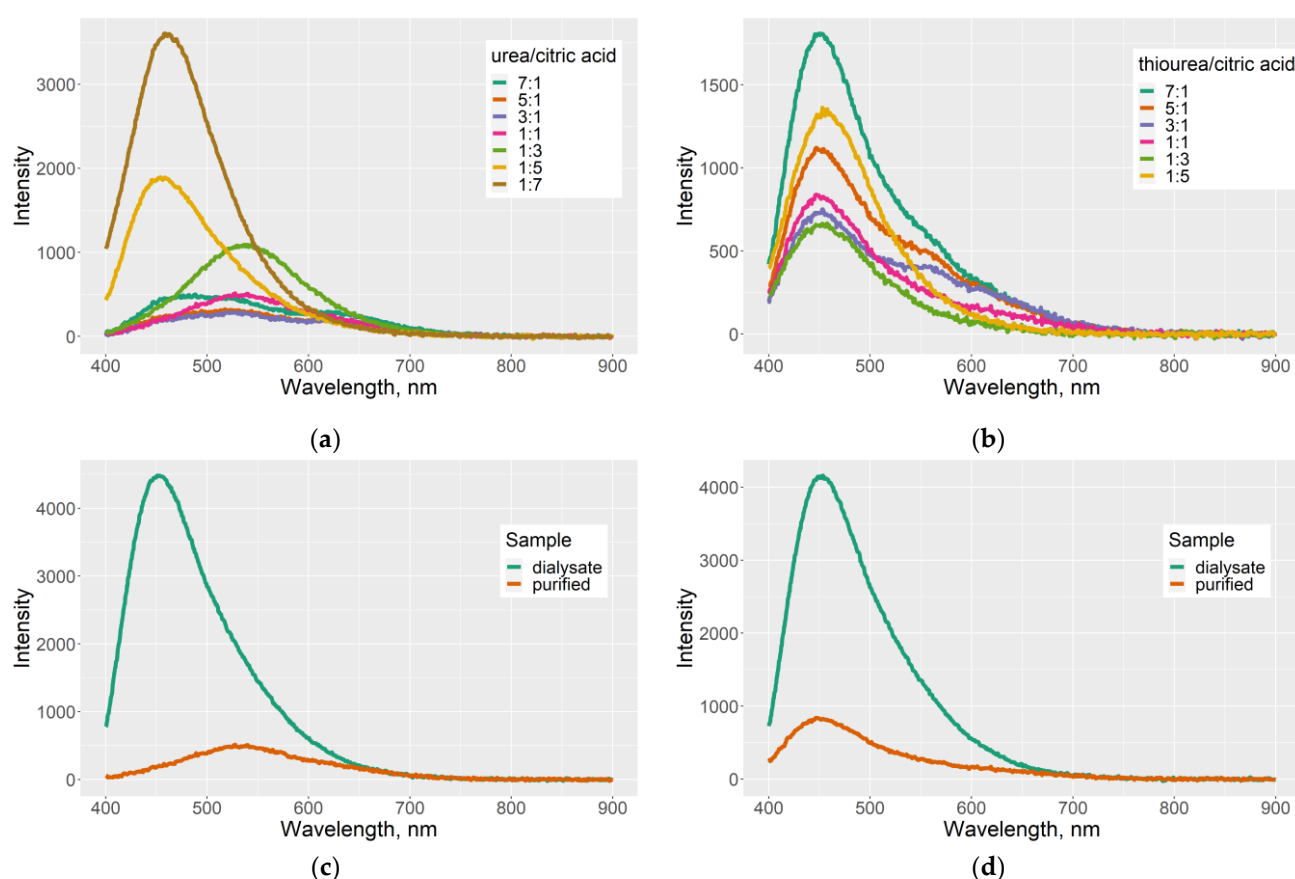 urea/citric acid
7:1
5:1
3:1
1:1
1:3
1:5
1:7
Intensity
3000
2000
1000
0
400 500 600 700 800 900
Wavelength, nm
(a)
thiourea/citric acid
7:1
5:1
3:1
1:1
1:3
1:5
Intensity
1500
1000
500
0
400 500 600 700 800 900
Wavelength, nm
(b)
Sample
dialysate
purified
Intensity
4000
3000
2000
1000
0
400 500 600 700 800 900
Wavelength, nm
(c)
Sample
dialysate
purified
Intensity
4000
3000
2000
1000
0
400 500 600 700 800 900
Wavelength, nm
(d)